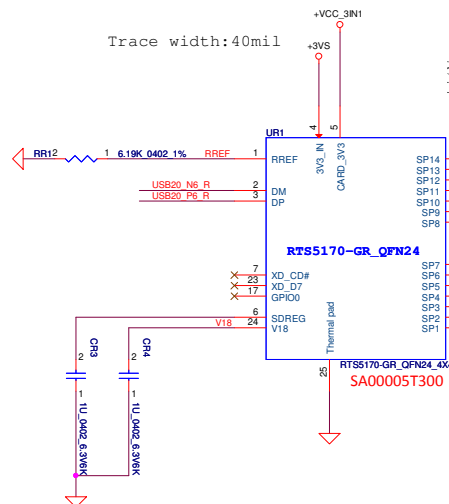 +VCC_3IN1
Trace width:40mil
+3VS
4
5
UR1
3V3_IN
CARD_3V3
RR1 2
1
6.19K_0402_1%
RREF
1
RREF
SP14
SP13
SP12
USB20_N6_R
2
DM
SP11
USB20_P6_R
3
DP
SP10
SP9
SP8
RTS5170-GR_QFN24
7
XD_CD#
SP7
23
XD_D7
SP6
17
GPIO0
SP5
SP4
SP3
6
SDREG
SP2
V18
24
V18
SP1
Thermal pad
CR3
CR4
2
2
25
RTS5170-GR_QFN24_4X
SA00005T300
1
1
1U_0402_6.3V6K
1U_0402_6.3V6K